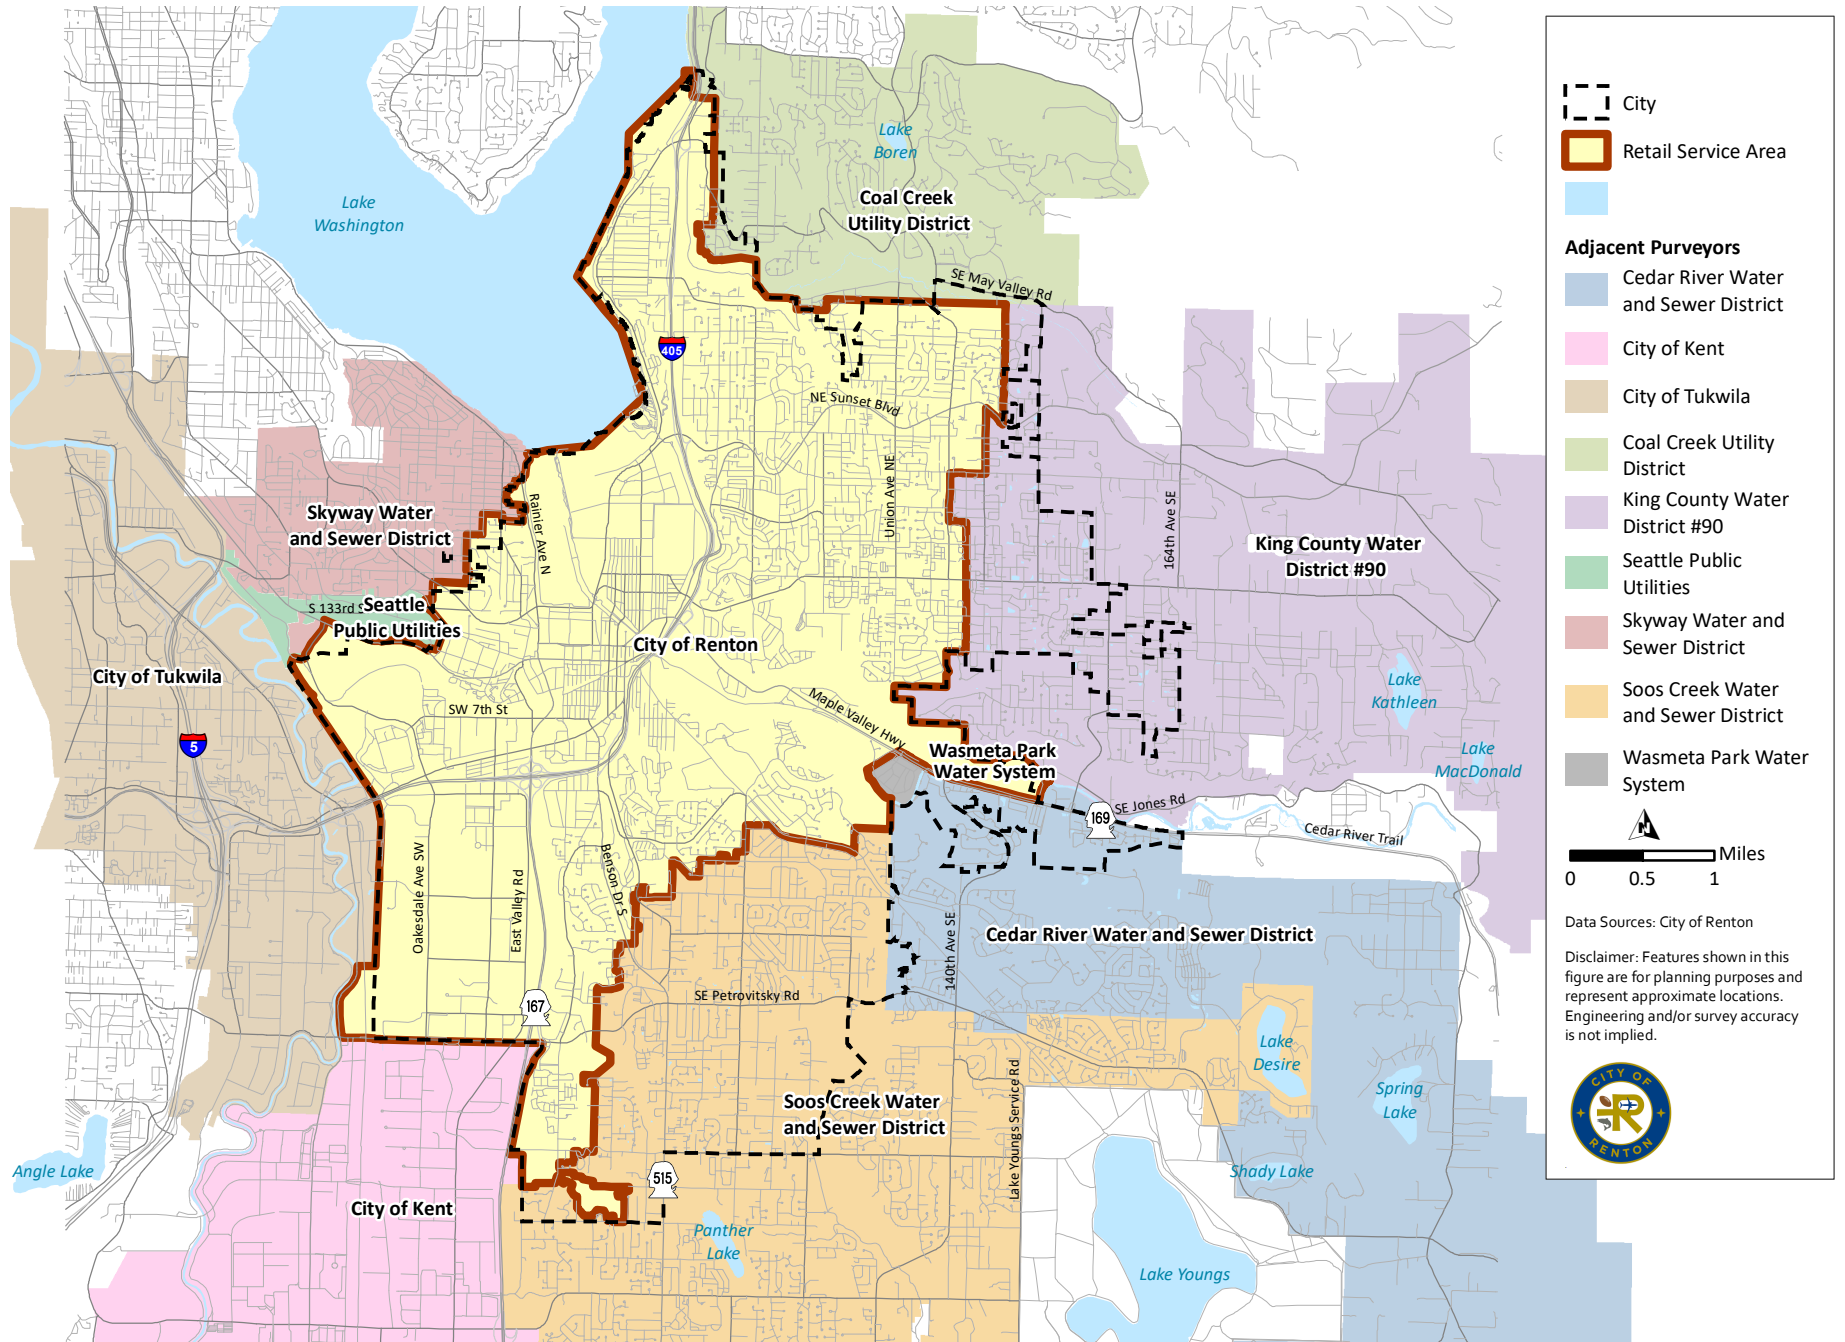 Lake
Washington
Lake
Boren
Coal Creek
Utility District
SE May Valley Rd
405
NE Sunset Blvd
Union Ave NE
Rainier Ave N
164th Ave SE
Skyway Water
and Sewer District
King County Water
District #90
S 133rd S
Seattle
Public Utilities
City of Renton
City of Tukwila
SW 7th St
Maple Valley Hwy
Lake
Kathleen
5
Wasmeta Park
Water System
Lake
MacDonald
SE Jones Rd
169
Cedar River Trail
Oakesdale Ave SW
East Valley Rd
Benson Dr S
140th Ave SE
Cedar River Water and Sewer District
SE Petrovitsky Rd
167
Lake
Desire
Spring
Lake
Soos Creek Water
and Sewer District
Lake Youngs Service Rd
Angle Lake
515
Shady Lake
City of Kent
Panther
Lake
Lake Youngs
City
Retail Service Area
Adjacent Purveyors
Cedar River Water
and Sewer District
City of Kent
City of Tukwila
Coal Creek Utility
District
King County Water
District #90
Seattle Public
Utilities
Skyway Water and
Sewer District
Soos Creek Water
and Sewer District
Wasmeta Park Water
System
N
Miles
0 0.5 1
Data Sources: City of Renton
Disclaimer: Features shown in this
figure are for planning purposes and
represent approximate locations.
Engineering and/or survey accuracy
is not implied.
CITY OF
R
RENTON